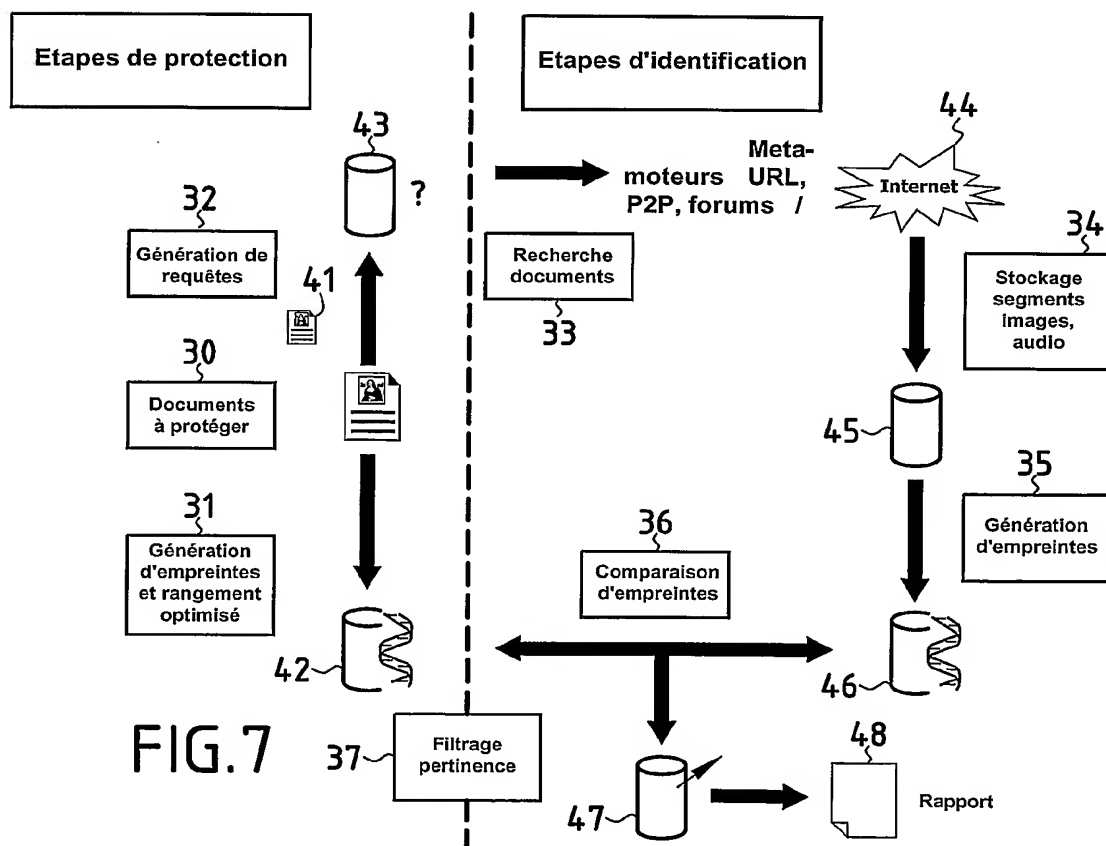 Etapes de protection
Etapes d'identification
43
?
32
Génération de
requêtes
41
30
Documents
à protéger
31
Génération
d'empreintes
et rangement
optimisé
42
Meta-
moteurs URL,
P2P, forums /
44
Internet
Recherche
documents
33
34
Stockage
segments
images,
audio
45
35
Génération
d'empreintes
36
Comparaison
d'empreintes
46
FIG.7
37
Filtrage
pertinence
47
48
Rapport